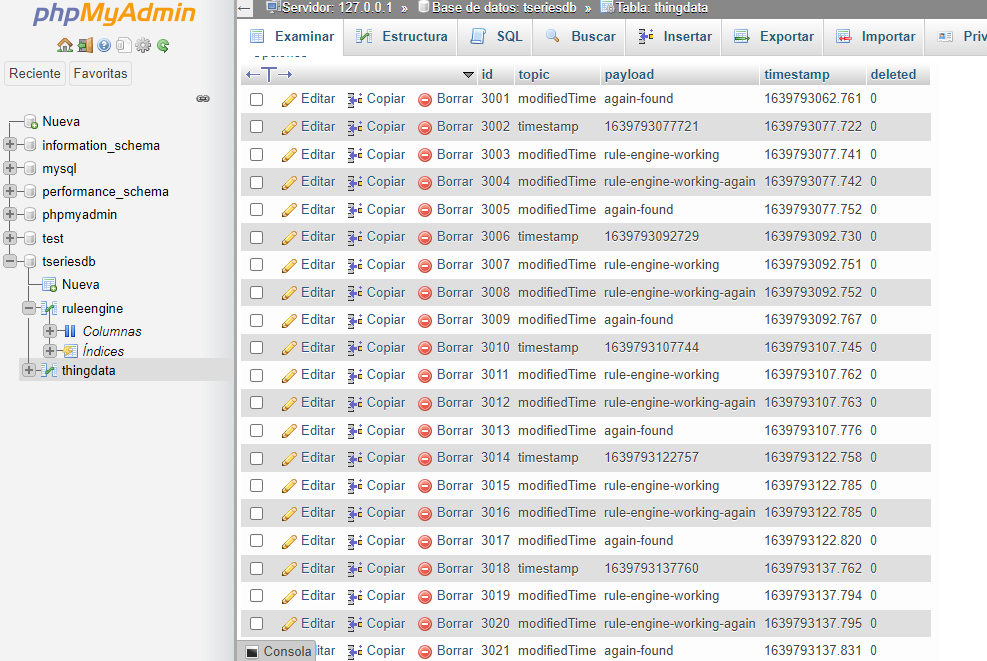 phpMyAdmin
Reciente Favoritas
Nueva
information_schema
mysql
performance_schema
phpmyadmin
test
tseriesdb
Nueva
ruleengine
Columnas
Índices
thingdata
Servidor: 127.0.0.1 » Base de datos: tseriesdb » Tabla: thingdata
Examinar Estructura SQL Buscar Insertar Exportar Importar Priv
←T→ id topic payload timestamp deleted
Editar Copiar Borrar 3001 modifiedTime again-found 1639793062.761 0
Editar Copiar Borrar 3002 timestamp 1639793077721 1639793077.722 0
Editar Copiar Borrar 3003 modifiedTime rule-engine-working 1639793077.741 0
Editar Copiar Borrar 3004 modifiedTime rule-engine-working-again 1639793077.742 0
Editar Copiar Borrar 3005 modifiedTime again-found 1639793077.752 0
Editar Copiar Borrar 3006 timestamp 1639793092729 1639793092.730 0
Editar Copiar Borrar 3007 modifiedTime rule-engine-working 1639793092.751 0
Editar Copiar Borrar 3008 modifiedTime rule-engine-working-again 1639793092.752 0
Editar Copiar Borrar 3009 modifiedTime again-found 1639793092.767 0
Editar Copiar Borrar 3010 timestamp 1639793107744 1639793107.745 0
Editar Copiar Borrar 3011 modifiedTime rule-engine-working 1639793107.762 0
Editar Copiar Borrar 3012 modifiedTime rule-engine-working-again 1639793107.763 0
Editar Copiar Borrar 3013 modifiedTime again-found 1639793107.776 0
Editar Copiar Borrar 3014 timestamp 1639793122757 1639793122.758 0
Editar Copiar Borrar 3015 modifiedTime rule-engine-working 1639793122.785 0
Editar Copiar Borrar 3016 modifiedTime rule-engine-working-again 1639793122.785 0
Editar Copiar Borrar 3017 modifiedTime again-found 1639793122.820 0
Editar Copiar Borrar 3018 timestamp 1639793137760 1639793137.762 0
Editar Copiar Borrar 3019 modifiedTime rule-engine-working 1639793137.794 0
Editar Copiar Borrar 3020 modifiedTime rule-engine-working-again 1639793137.795 0
Consola itar Copiar Borrar 3021 modifiedTime again-found 1639793137.831 0